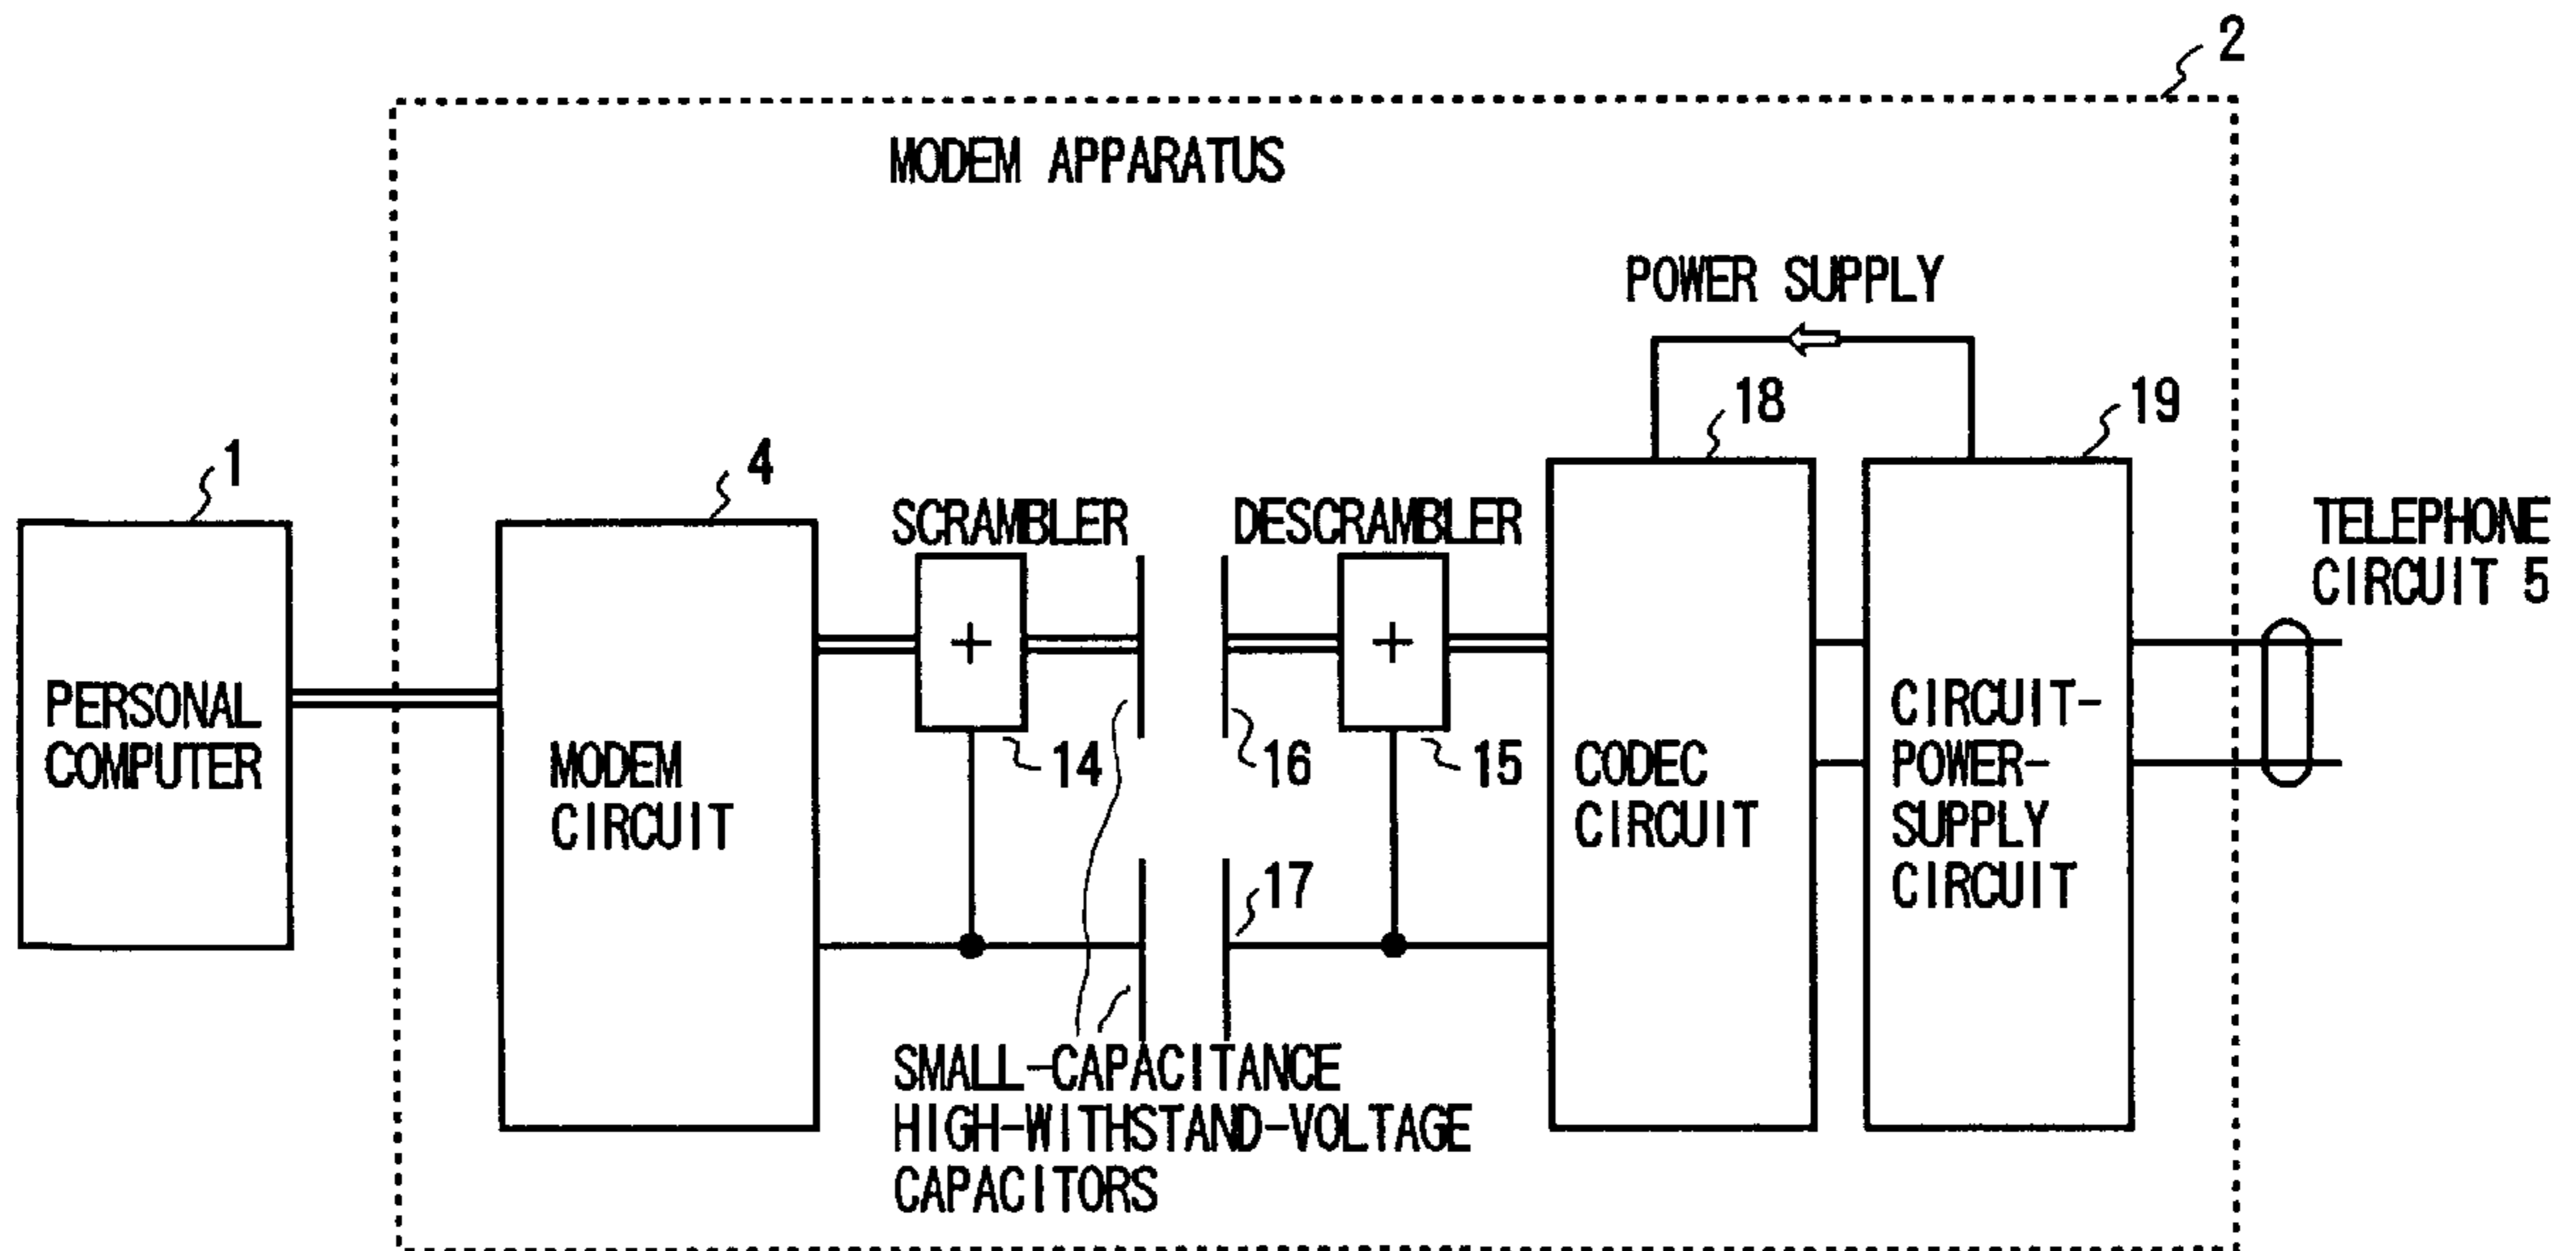 2
MODEM APPARATUS
POWER SUPPLY
18
19
1
4
SCRAMBLER
DESCRAMBLER
TELEPHONE
CIRCUIT 5
+
+
PERSONAL
COMPUTER
MODEM
CIRCUIT
14
16
15
CODEC
CIRCUIT
CIRCUIT-
POWER-
SUPPLY
CIRCUIT
17
SMALL-CAPACITANCE
HIGH-WITHSTAND-VOLTAGE
CAPACITORS